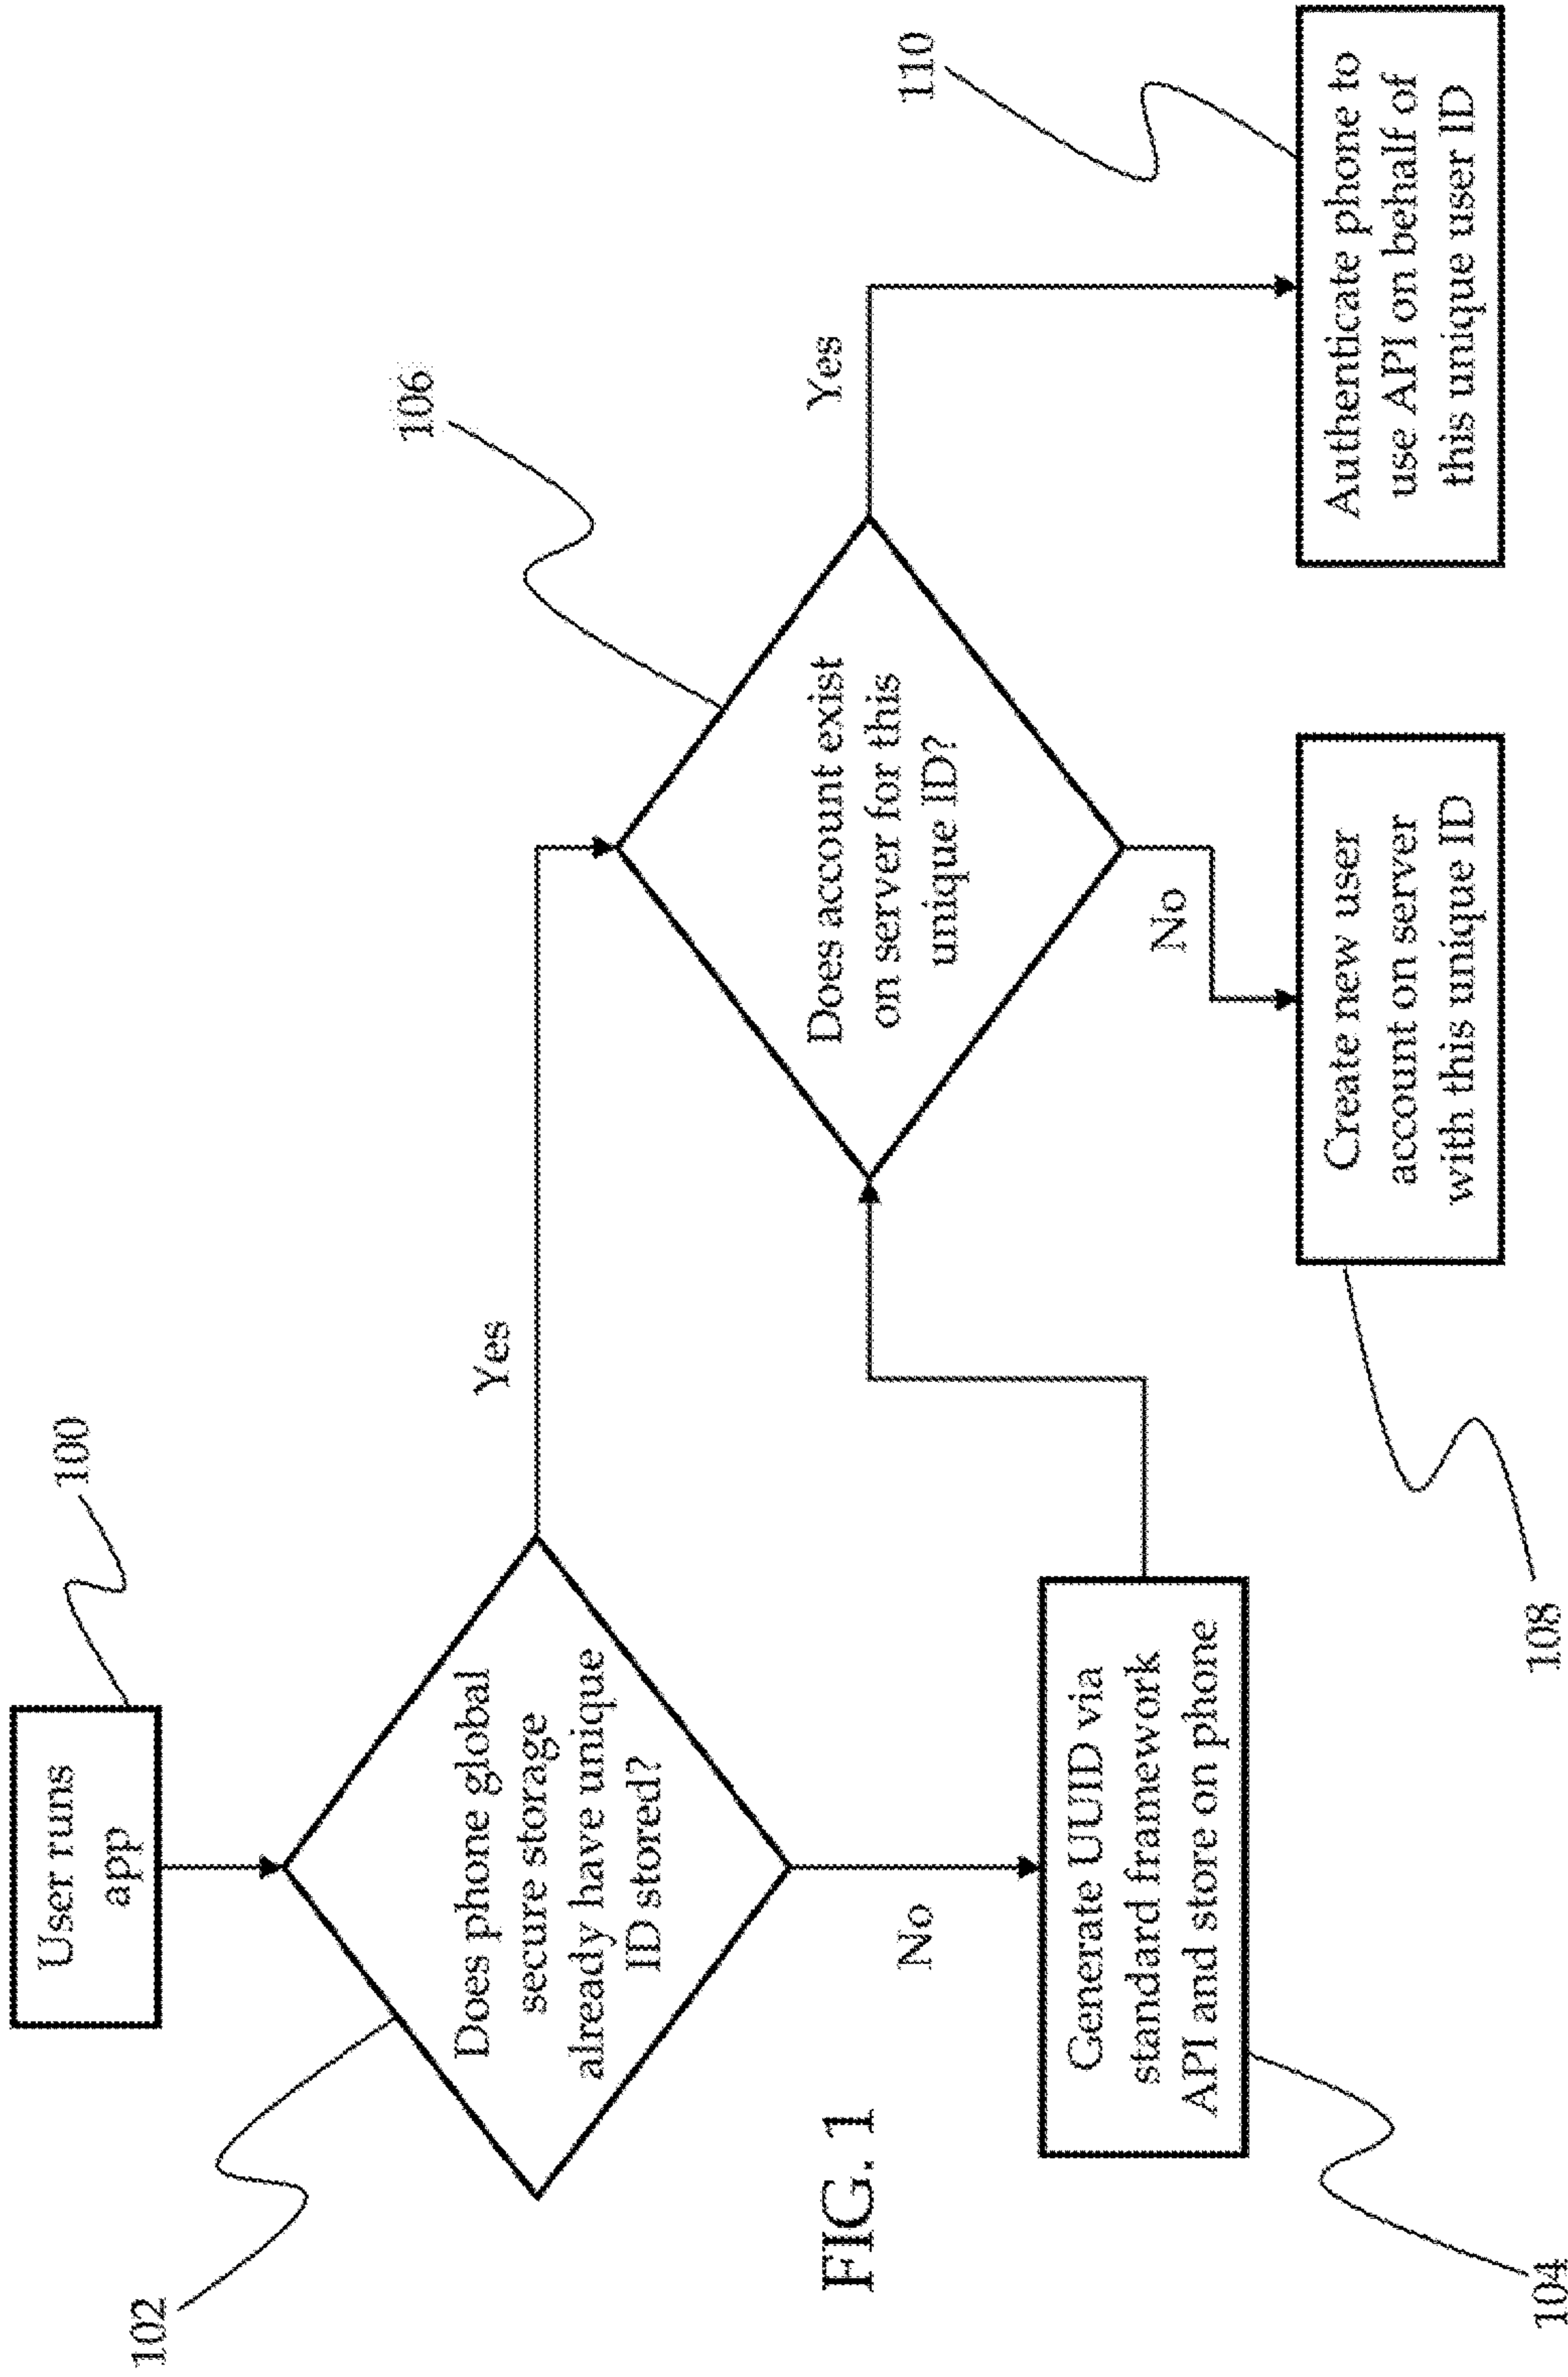 100
User runs
app
102
Does phone global
secure storage
already have unique
ID stored?
Yes
No
106
Does account exist
on server for this
unique ID?
Yes
No
FIG. 1
Generate UUID via
standard framework
API and store on phone
104
Create new user
account on server
with this unique ID
108
110
Authenticate phone to
use API on behalf of
this unique user ID